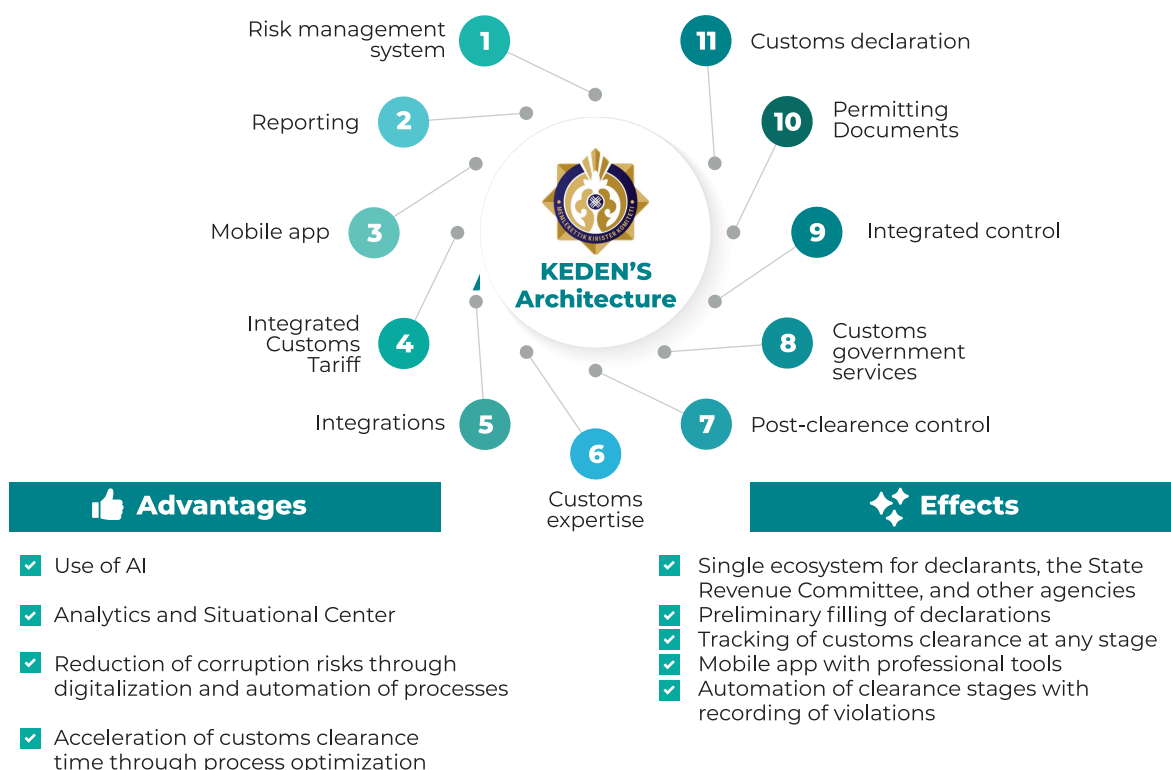 1
Risk management
system
2
Reporting
3
Mobile app
4
Integrated
Customs
Tariff
5
Integrations
6
Customs
expertise
7
Post-clearence control
8
Customs
government
services
9
Integrated control
10
Permitting
Documents
11
Customs declaration
MEMLEKETTIK KIRISTER KOMITETI
KEDEN'S
Architecture
Advantages
Use of AI
Analytics and Situational Center
Reduction of corruption risks through
digitalization and automation of processes
Acceleration of customs clearance
time through process optimization
Effects
Single ecosystem for declarants, the State
Revenue Committee, and other agencies
Preliminary filling of declarations
Tracking of customs clearance at any stage
Mobile app with professional tools
Automation of clearance stages with
recording of violations